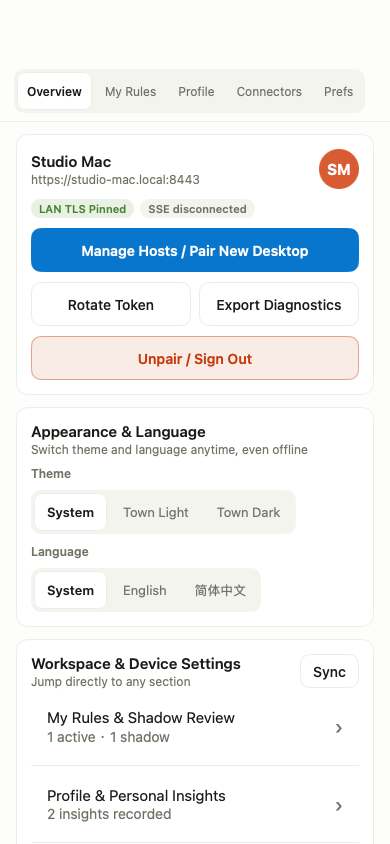 Overview My Rules Profile Connectors Prefs
Studio Mac
https://studio-mac.local:8443
SM
LAN TLS Pinned SSE disconnected
Manage Hosts / Pair New Desktop
Rotate Token Export Diagnostics
Unpair / Sign Out
Appearance & Language
Switch theme and language anytime, even offline
Theme
System Town Light Town Dark
Language
System English 简体中文
Workspace & Device Settings
Jump directly to any section
Sync
My Rules & Shadow Review
1 active · 1 shadow
Profile & Personal Insights
2 insights recorded